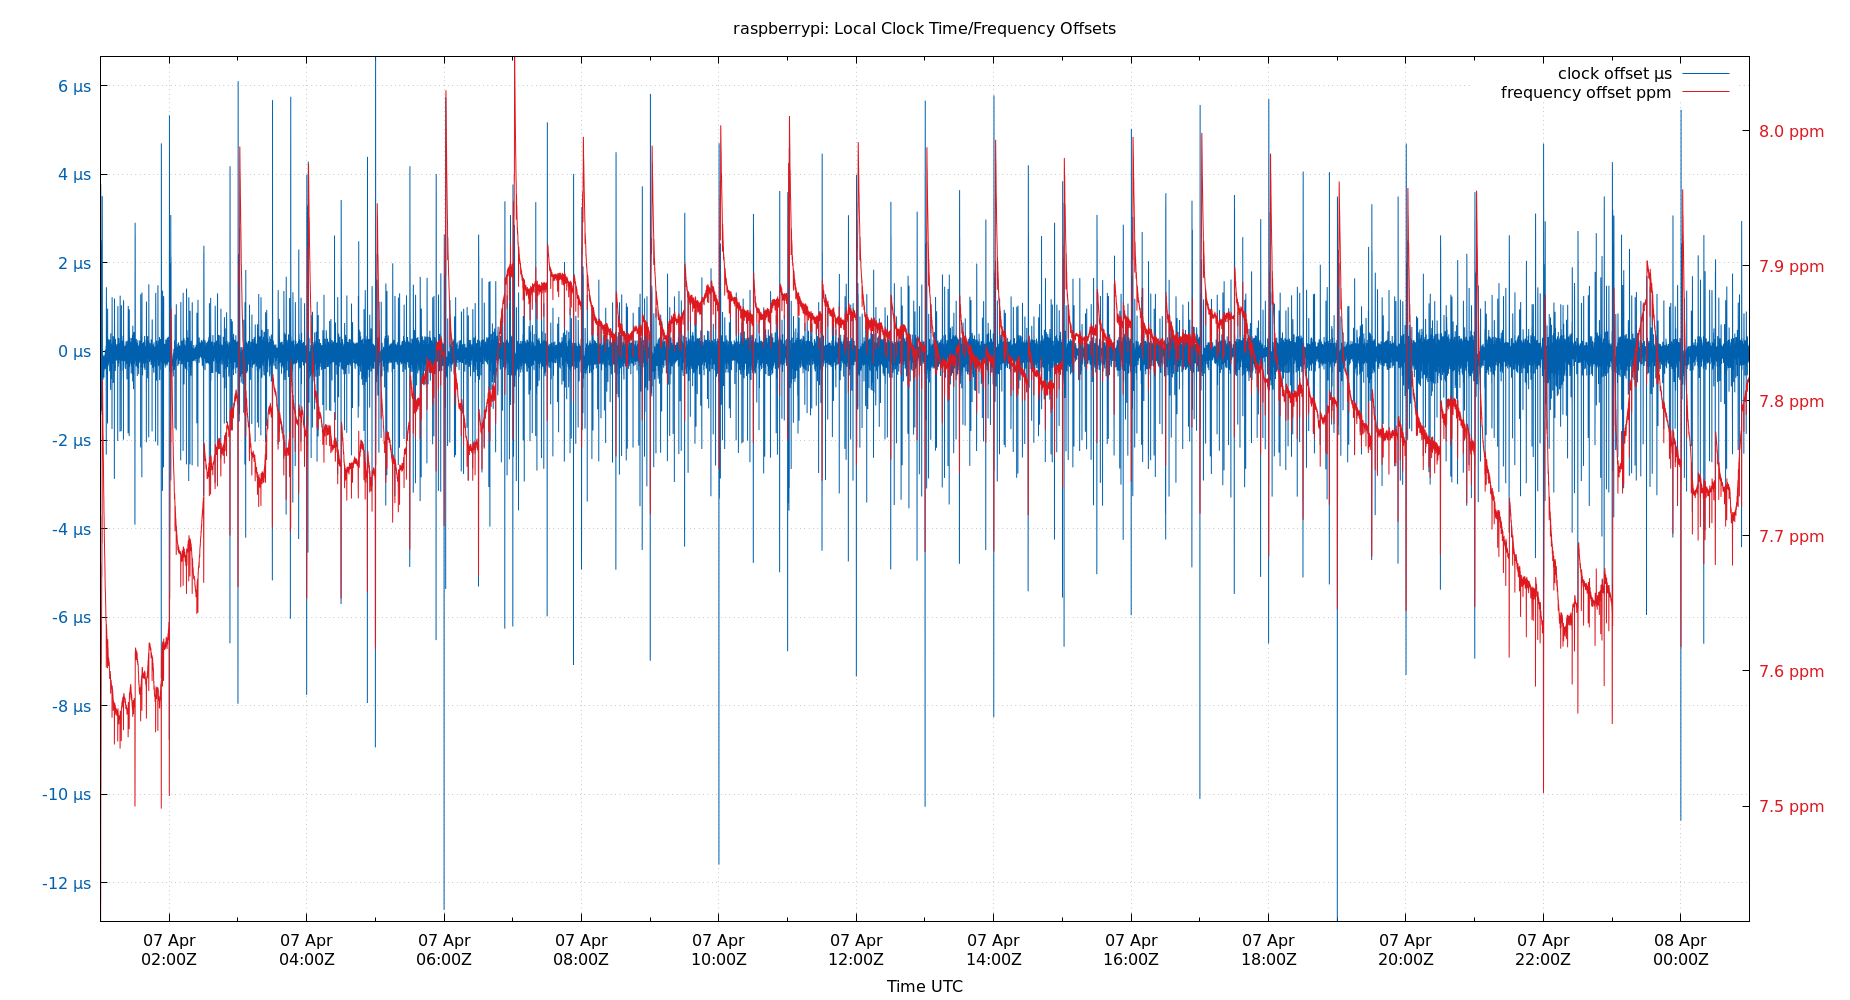 raspberrypi: Local Clock Time/Frequency Offsets
clock offset µs
frequency offset ppm
6 µs
4 µs
2 µs
0 µs
-2 µs
-4 µs
-6 µs
-8 µs
-10 µs
-12 µs
8.0 ppm
7.9 ppm
7.8 ppm
7.7 ppm
7.6 ppm
7.5 ppm
07 Apr 07 Apr 07 Apr 07 Apr 07 Apr 07 Apr 07 Apr 07 Apr 07 Apr 07 Apr 07 Apr 08 Apr
02:00Z 04:00Z 06:00Z 08:00Z 10:00Z 12:00Z 14:00Z 16:00Z 18:00Z 20:00Z 22:00Z 00:00Z
Time UTC